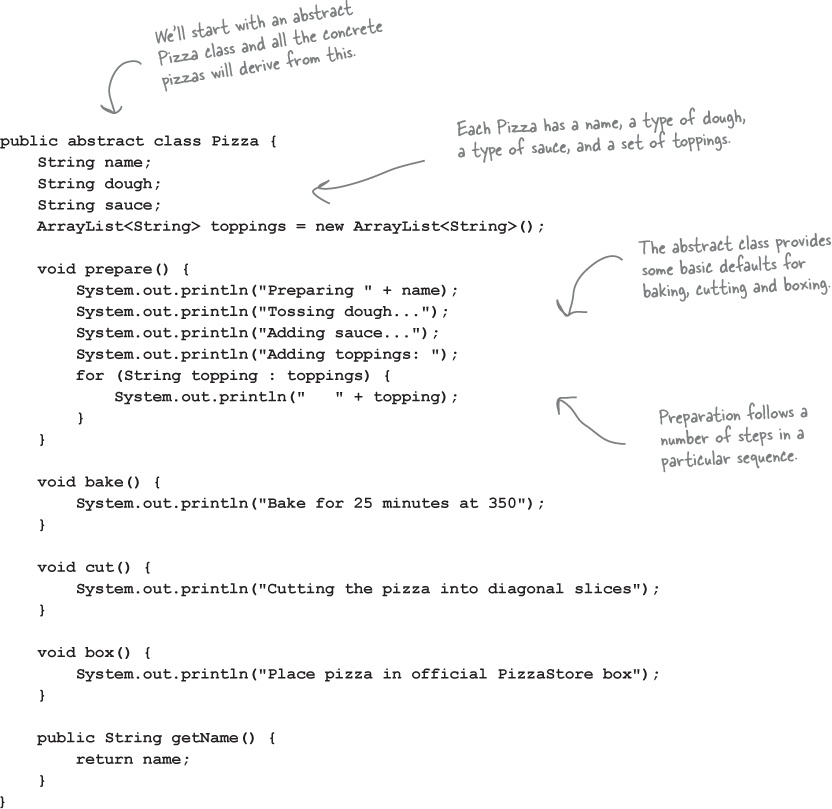 We'll start with an abstract
Pizza class and all the concrete
pizzas will derive from this.
public abstract class Pizza {
    String name;
    String dough;
    String sauce;
    ArrayList<String> toppings = new ArrayList<String>();
Each Pizza has a name, a type of dough,
a type of sauce, and a set of toppings.
    void prepare() {
        System.out.println("Preparing " + name);
        System.out.println("Tossing dough...");
        System.out.println("Adding sauce...");
        System.out.println("Adding toppings: ");
        for (String topping : toppings) {
            System.out.println("   " + topping);
        }
    }
The abstract class provides
some basic defaults for
baking, cutting and boxing.
Preparation follows a
number of steps in a
particular sequence.
    void bake() {
        System.out.println("Bake for 25 minutes at 350");
    }
    void cut() {
        System.out.println("Cutting the pizza into diagonal slices");
    }
    void box() {
        System.out.println("Place pizza in official PizzaStore box");
    }
    public String getName() {
        return name;
    }
}